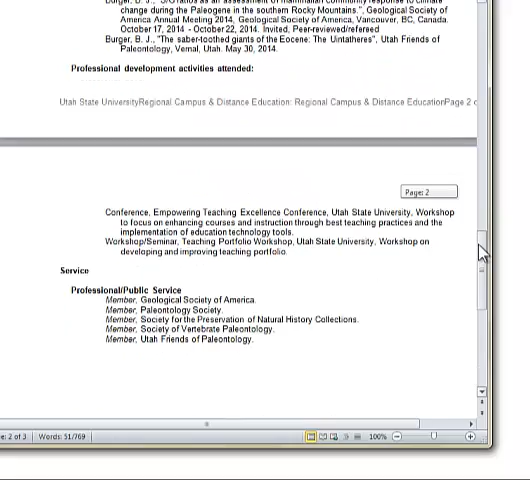 Burger, B. J., "S/G ratios as an assessment of mammalian community response to climate
change during the Paleogene in the southern Rocky Mountains.", Geological Society of
America Annual Meeting 2014, Geological Society of America, Vancouver, BC, Canada.
October 17, 2014 - October 22, 2014. Invited, Peer-reviewed/refereed
Burger, B. J., "The saber-toothed giants of the Eocene: The Uintatheres", Utah Friends of
Paleontology, Vernal, Utah. May 30, 2014.
Professional development activities attended:
Utah State UniversityRegional Campus & Distance Education: Regional Campus & Distance EducationPage 2 o
Page: 2
Conference, Empowering Teaching Excellence Conference, Utah State University, Workshop
to focus on enhancing courses and instruction through best teaching practices and the
implementation of education technology tools.
Workshop/Seminar, Teaching Portfolio Workshop, Utah State University, Workshop on
developing and improving teaching portfolio.
Service
Professional/Public Service
Member, Geological Society of America.
Member, Paleontology Society.
Member, Society for the Preservation of Natural History Collections.
Member, Society of Vertebrate Paleontology.
Member, Utah Friends of Paleontology.
e: 2 of 3 Words: 51/769 100%